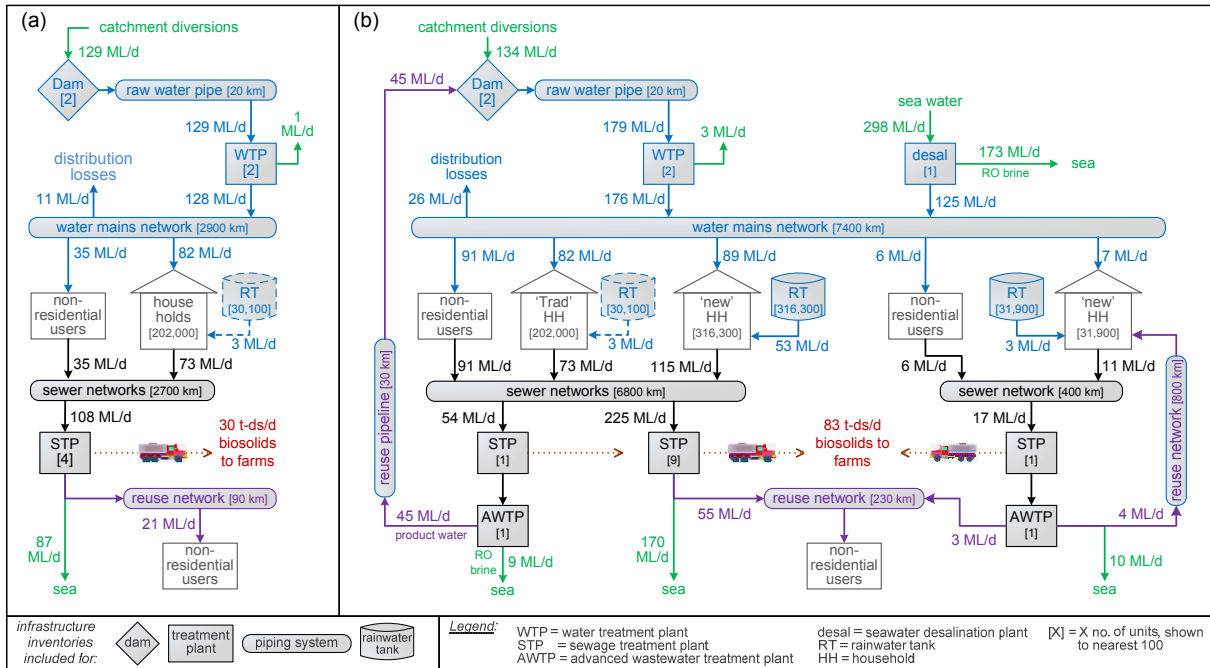 (a)
catchment diversions
129 ML/d
Dam
[2]
raw water pipe [20 km]
129 ML/d
1
ML/d
WTP
[2]
distribution
losses
11 ML/d
128 ML/d
water mains network [2900 km]
35 ML/d
82 ML/d
non-
residential
users
house
holds
[202,000]
RT
[30,100]
3 ML/d
35 ML/d
73 ML/d
sewer networks [2700 km]
108 ML/d
STP
[4]
30 t-ds/d
biosolids
to farms
reuse network [90 km]
21 ML/d
non-
residential
users
87
ML/d
sea
(b)
catchment diversions
134 ML/d
45 ML/d
Dam
[2]
raw water pipe [20 km]
179 ML/d
3 ML/d
WTP
[2]
sea water
298 ML/d
desal
[1]
173 ML/d
RO brine
sea
distribution
losses
26 ML/d
176 ML/d
125 ML/d
water mains network [7400 km]
91 ML/d
82 ML/d
89 ML/d
6 ML/d
7 ML/d
non-
residential
users
'Trad'
HH
[202,000]
RT
[30,100]
3 ML/d
'new'
HH
[316,300]
RT
[316,300]
53 ML/d
non-
residential
users
RT
[31,900]
3 ML/d
'new'
HH
[31,900]
91 ML/d
73 ML/d
115 ML/d
6 ML/d
11 ML/d
reuse pipeline [30 km]
sewer networks [6800 km]
sewer network [400 km]
reuse network [800 km]
54 ML/d
225 ML/d
17 ML/d
STP
[1]
STP
[9]
83 t-ds/d
biosolids to
farms
STP
[1]
45 ML/d
product water
AWTP
[1]
RO
brine
9 ML/d
sea
55 ML/d
reuse network [230 km]
170
ML/d
sea
non-
residential
users
3 ML/d
AWTP
[1]
4 ML/d
10 ML/d
sea
infrastructure
inventories
included for:
dam
treatment
plant
piping system
rainwater
tank
Legend:
WTP = water treatment plant
STP = sewage treatment plant
AWTP = advanced wastewater treatment plant
desal = seawater desalination plant
RT = rainwater tank
HH = household
[X] = X no. of units, shown
to nearest 100